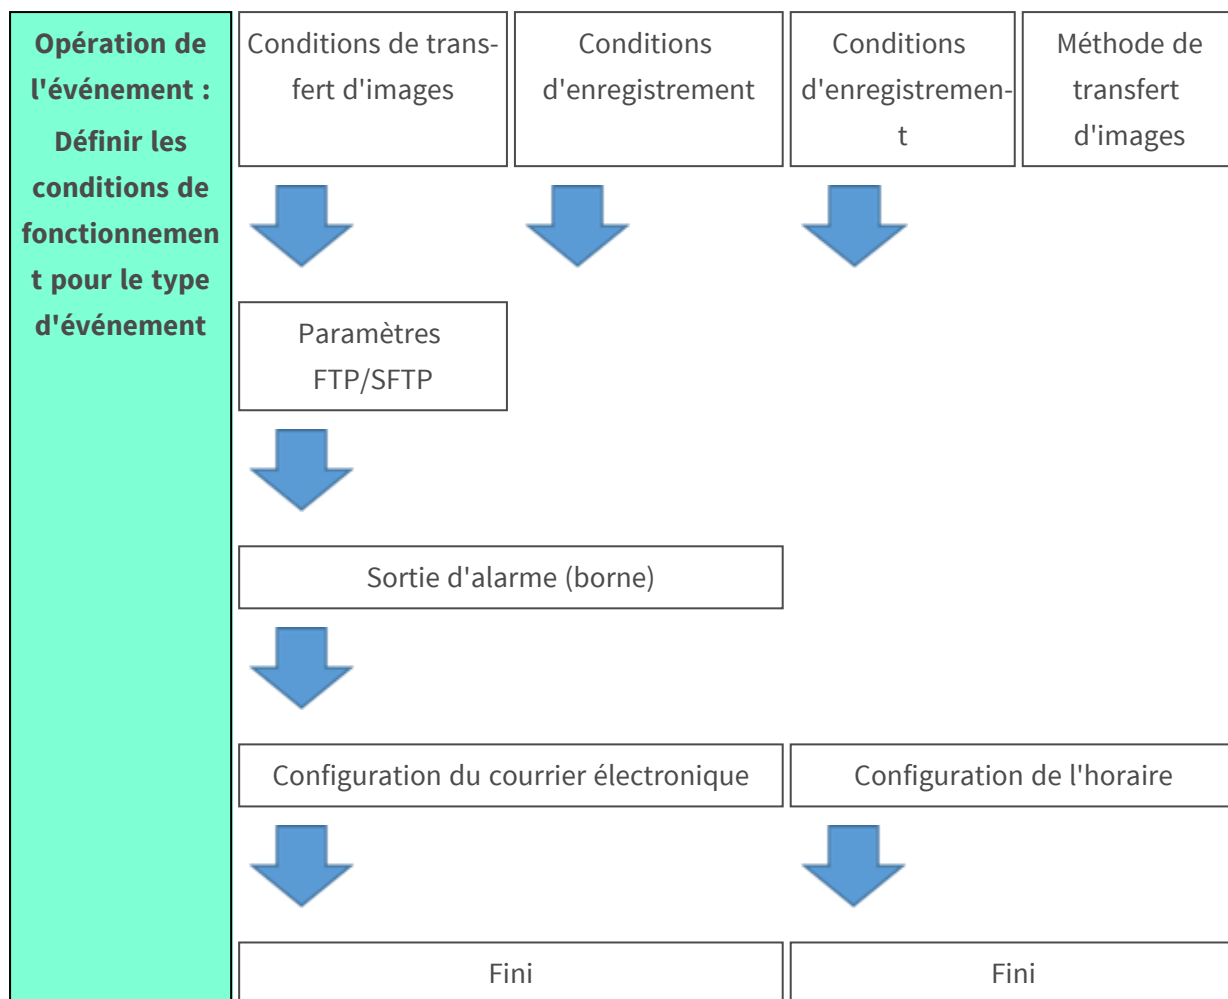 Opération de
l'événement :
Définir les
conditions de
fonctionnemen
t pour le type
d'événement
Conditions de trans-
fert d'images
Conditions
d'enregistrement
Conditions
d'enregistremen-
t
Méthode de
transfert
d'images
Paramètres
FTP/SFTP
Sortie d'alarme (borne)
Configuration du courrier électronique
Configuration de l'horaire
Fini
Fini